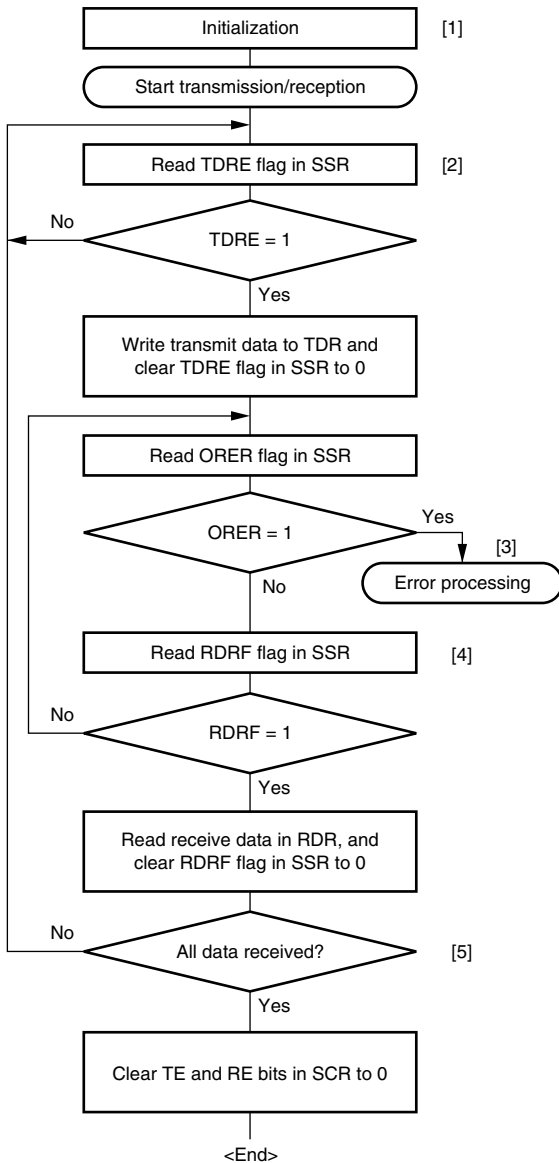 Initialization [1]
Start transmission/reception
Read TDRE flag in SSR [2]
No
TDRE = 1
Yes
Write transmit data to TDR and
clear TDRE flag in SSR to 0
Read ORER flag in SSR
ORER = 1
Yes
[3]
Error processing
No
Read RDRF flag in SSR [4]
No
RDRF = 1
Yes
Read receive data in RDR, and
clear RDRF flag in SSR to 0
No
All data received? [5]
Yes
Clear TE and RE bits in SCR to 0
<End>